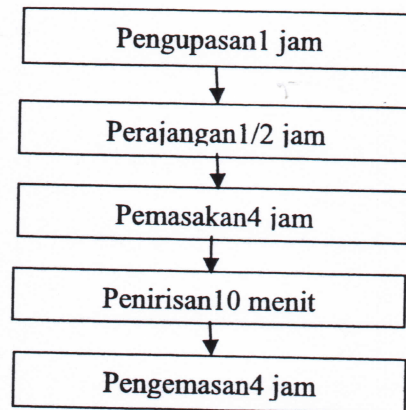 Pengupasan1 jam
Perajangan1/2 jam
Pemasakan4 jam
Penirisan10 menit
Pengemasan4 jam